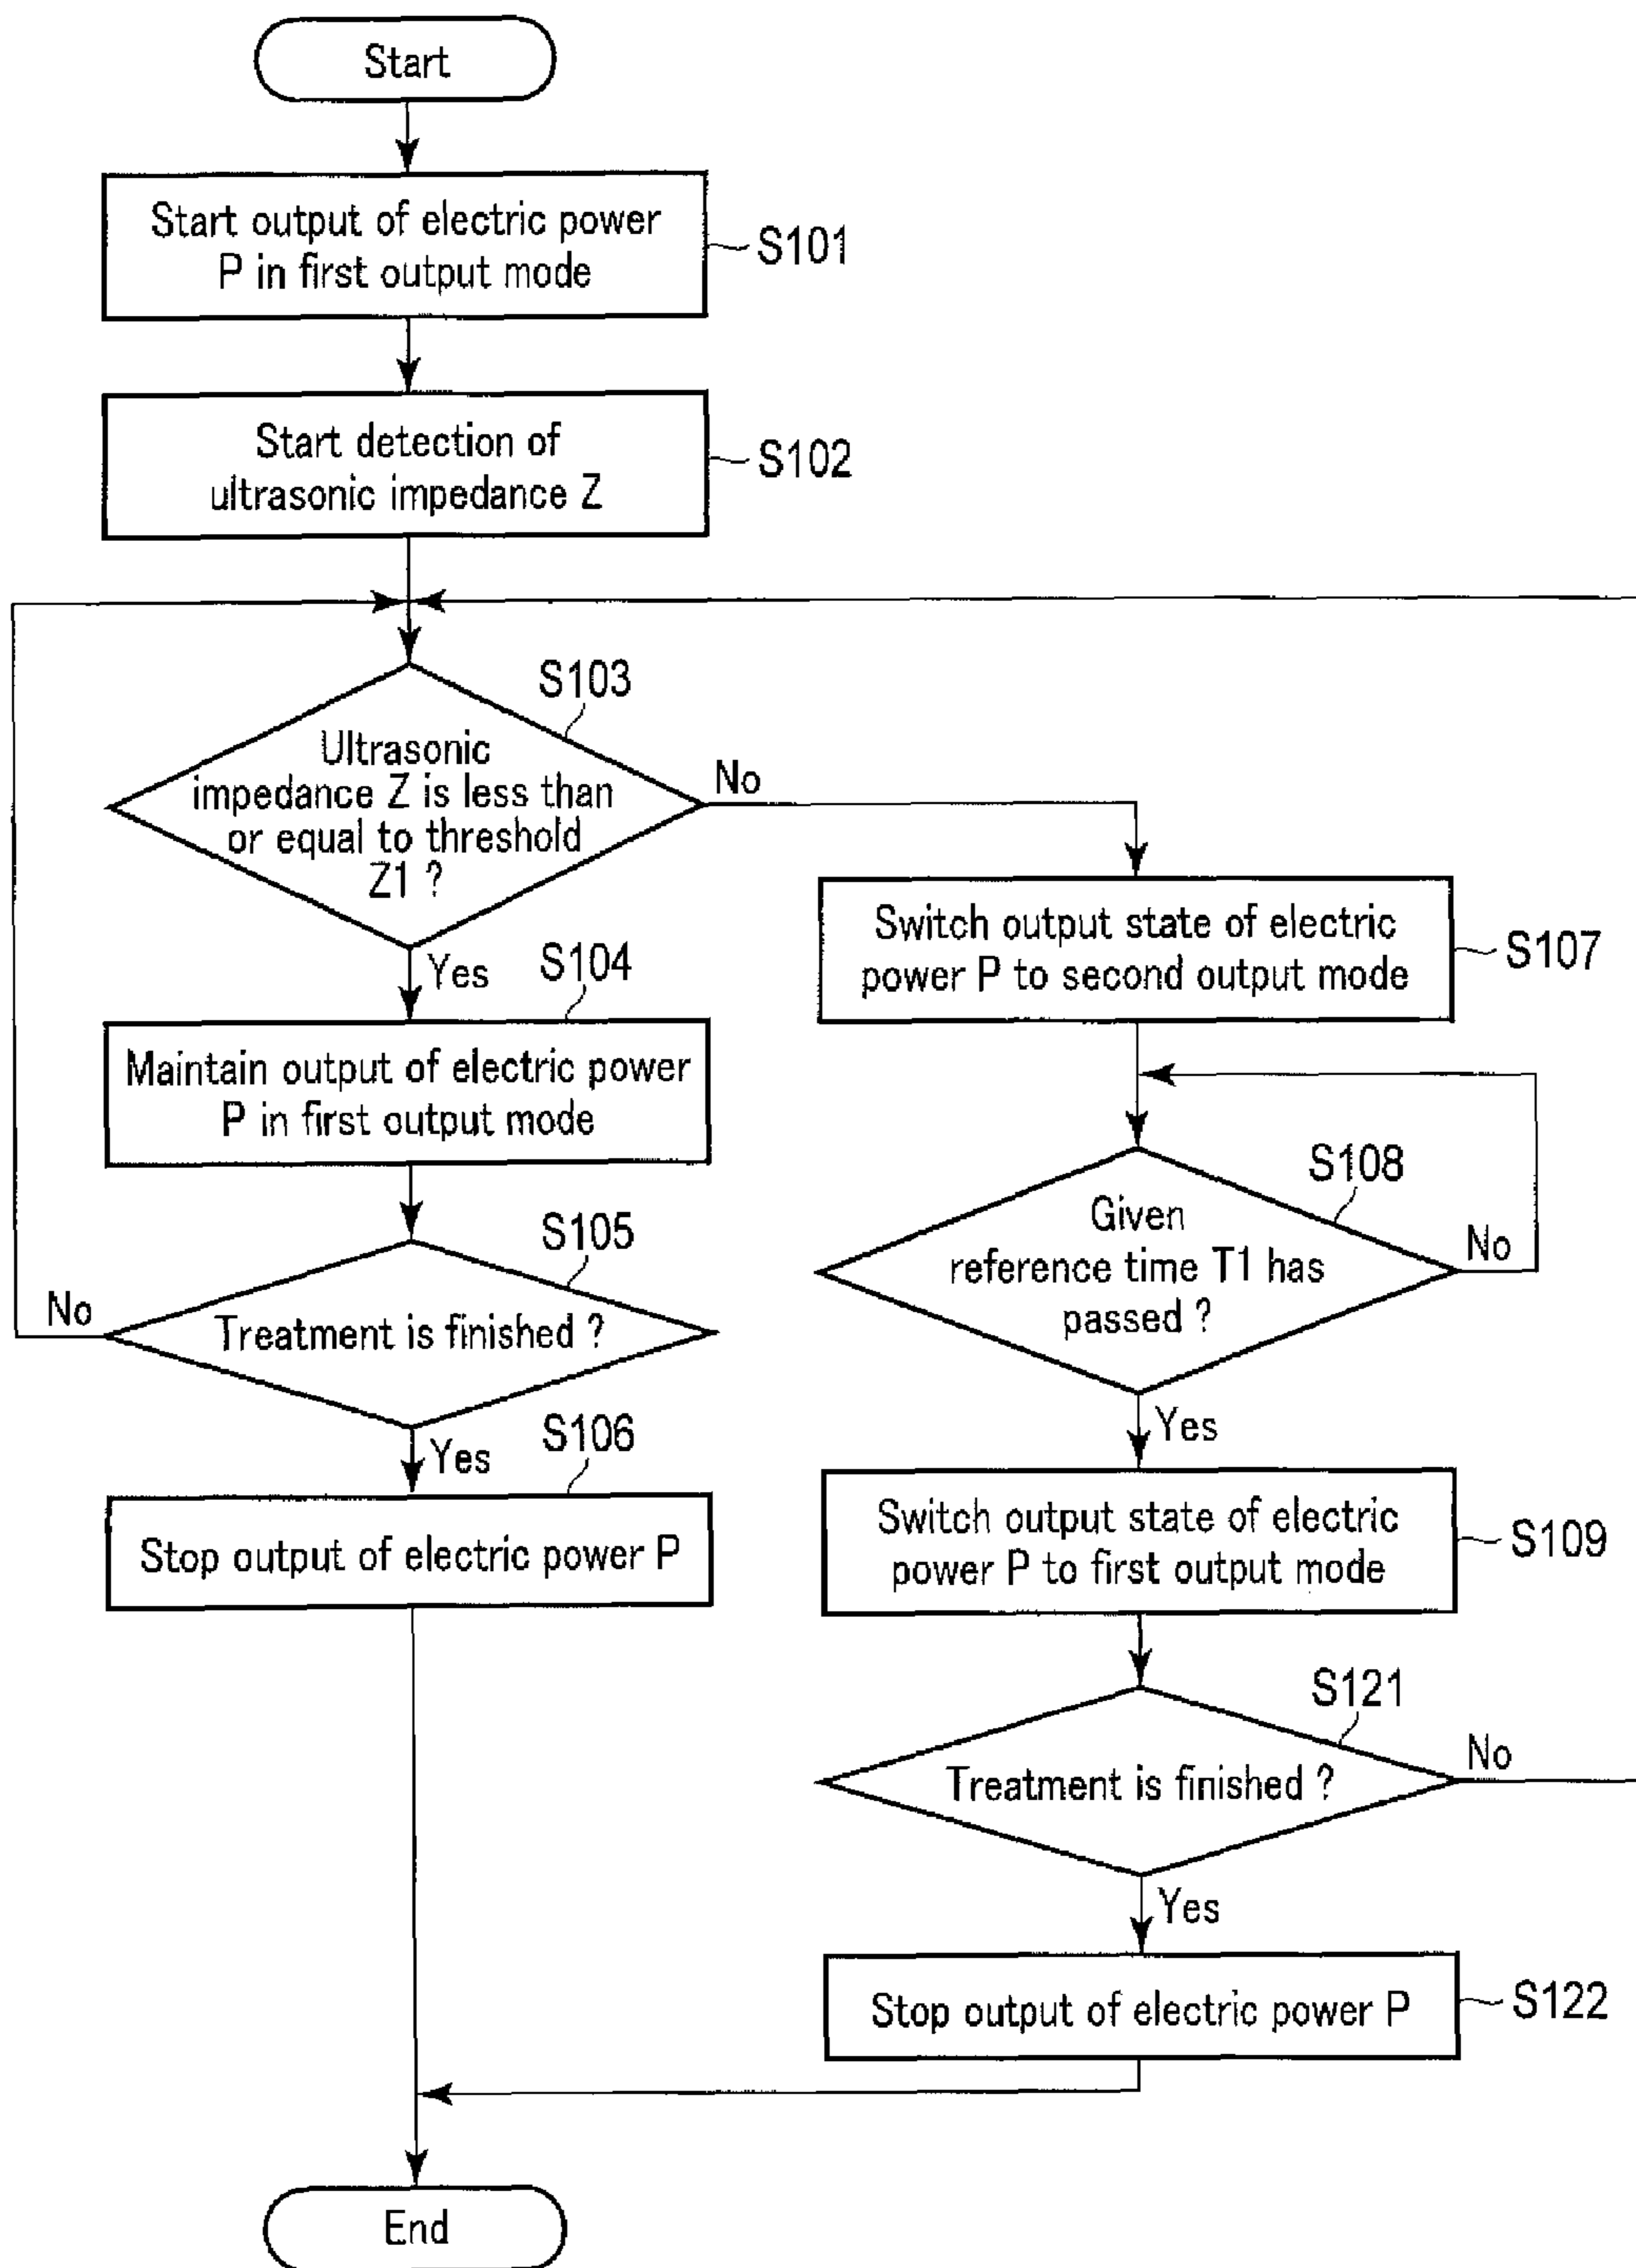 Start
Start output of electric power
P in first output mode
S101
Start detection of
ultrasonic impedance Z
S102
S103
Ultrasonic
impedance Z is less than
or equal to threshold
Z1 ?
No
Yes
S104
Maintain output of electric power
P in first output mode
S105
Treatment is finished ?
No
Yes
S106
Stop output of electric power P
Switch output state of electric
power P to second output mode
S107
S108
Given
reference time T1 has
passed ?
No
Yes
Switch output state of electric
power P to first output mode
S109
S121
Treatment is finished ?
No
Yes
Stop output of electric power P
S122
End